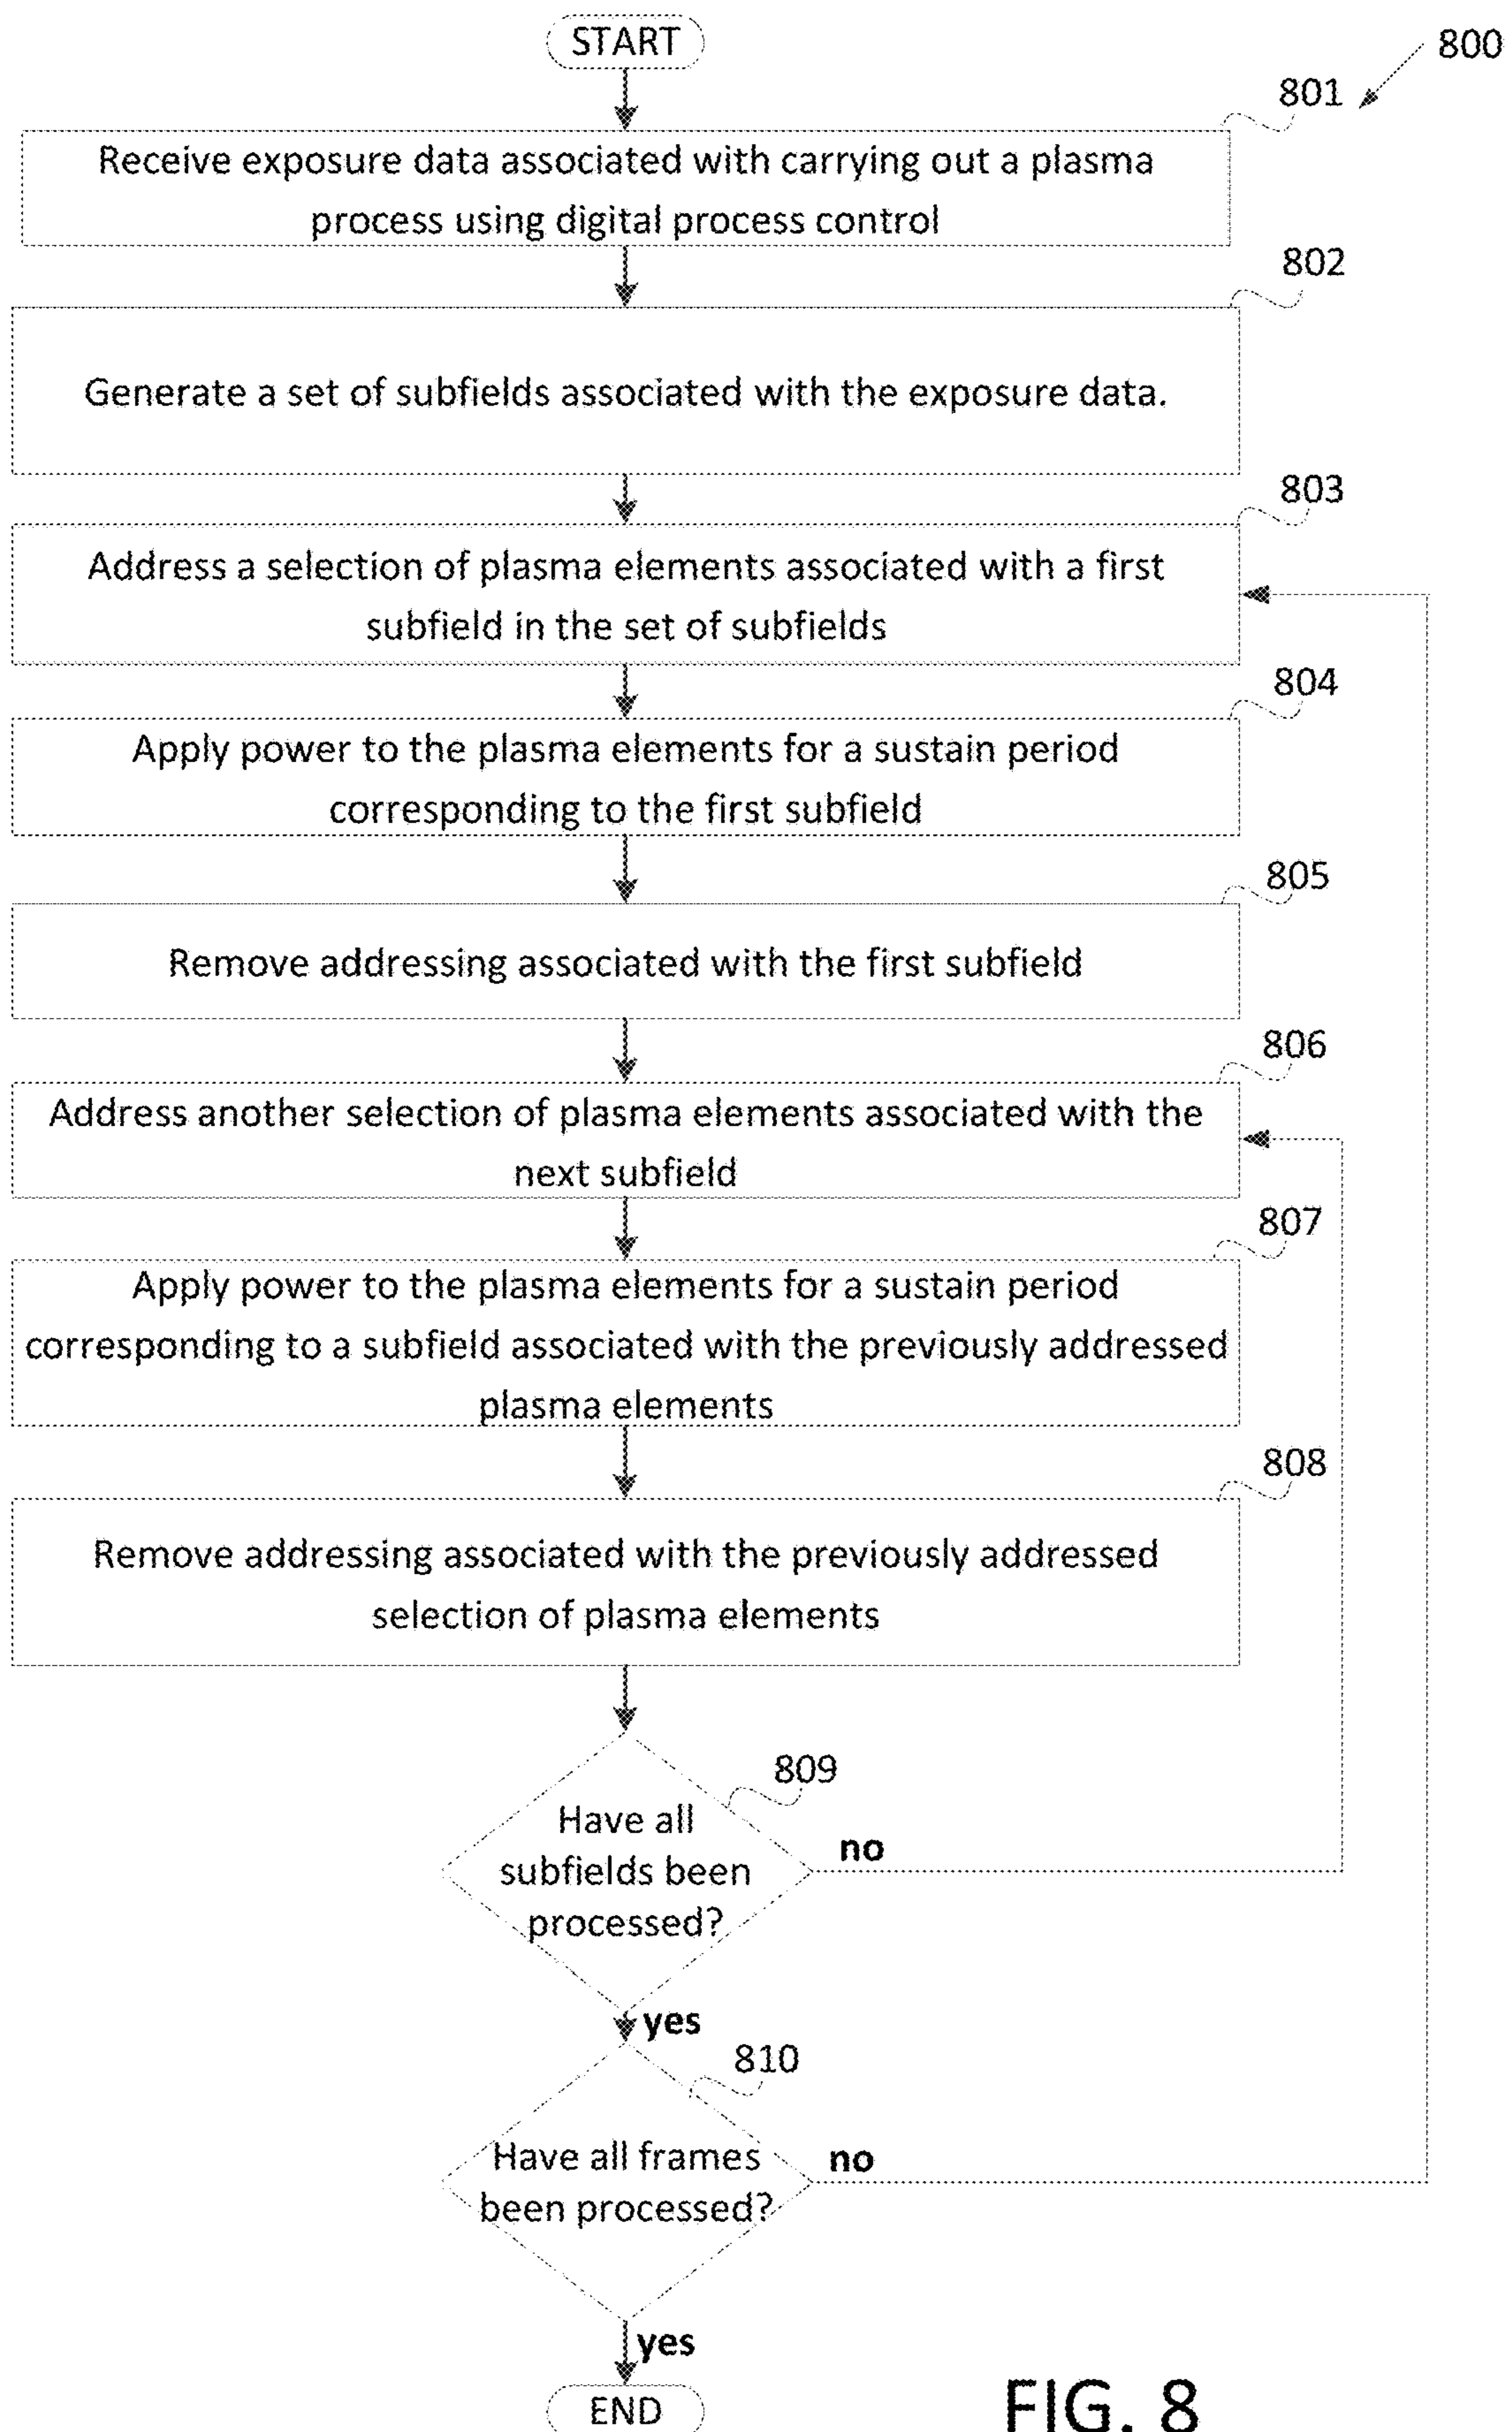 START
800
801
Receive exposure data associated with carrying out a plasma
process using digital process control
802
Generate a set of subfields associated with the exposure data.
803
Address a selection of plasma elements associated with a first
subfield in the set of subfields
804
Apply power to the plasma elements for a sustain period
corresponding to the first subfield
805
Remove addressing associated with the first subfield
806
Address another selection of plasma elements associated with the
next subfield
807
Apply power to the plasma elements for a sustain period
corresponding to a subfield associated with the previously addressed
plasma elements
808
Remove addressing associated with the previously addressed
selection of plasma elements
809
Have all
subfields been
processed?
no
yes
810
Have all frames
been processed?
no
yes
END
FIG. 8